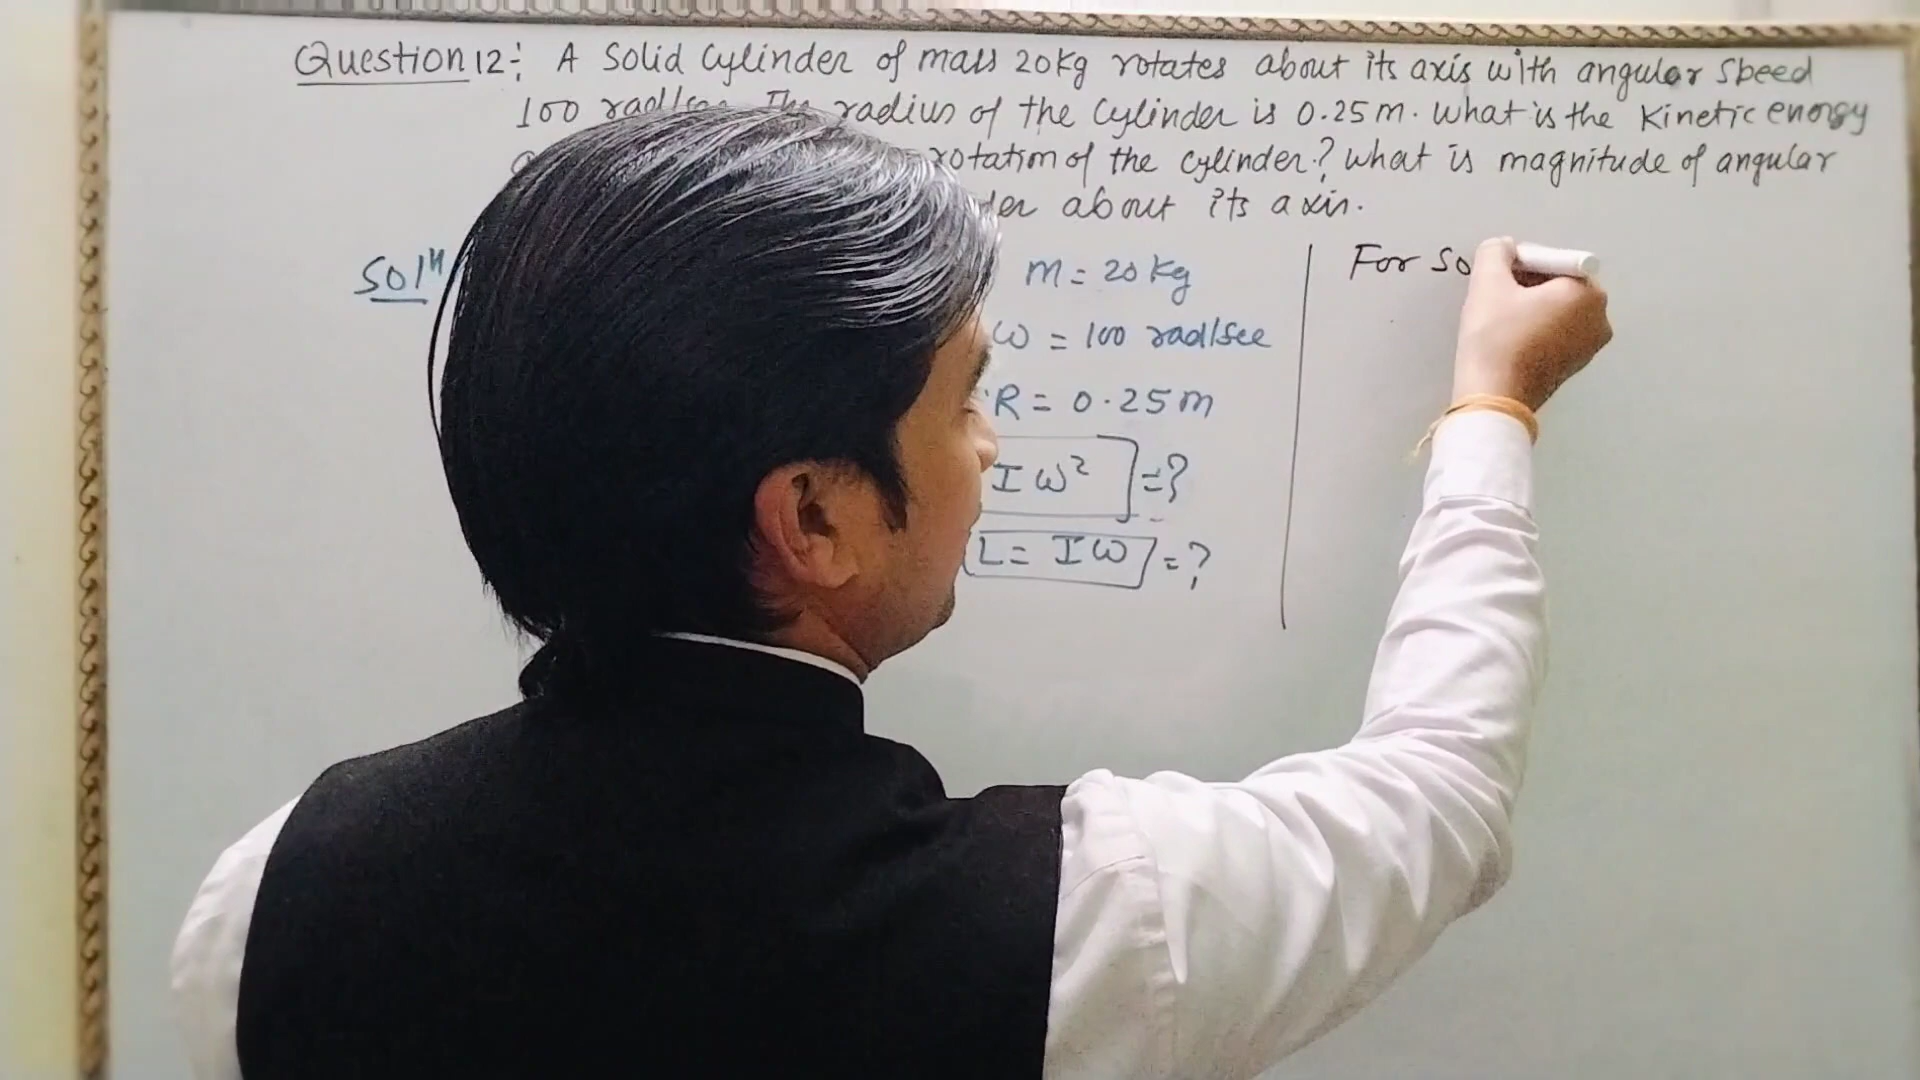 Question 12:- A solid cylinder of mass 20kg rotates about its axis with angular speed
100 rad/sec. The radius of the cylinder is 0.25m. What is the kinetic energy
rotation of the cylinder? what is magnitude of angular
about its axis.
Solⁿ
m = 20 kg
ω = 100 rad/sec
R = 0.25m
Iω² =?
L = Iω =?
For so